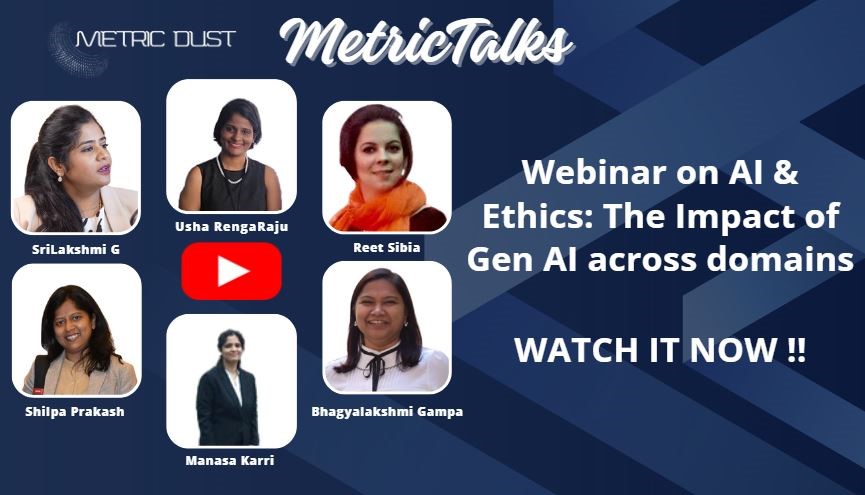 METRIC DUST
MetricTalks
SriLakshmi G
Usha RengaRaju
Reet Sibia
Shilpa Prakash
Manasa Karri
Bhagyalakshmi Gampa
Webinar on AI &
Ethics: The Impact of
Gen AI across domains
WATCH IT NOW !!